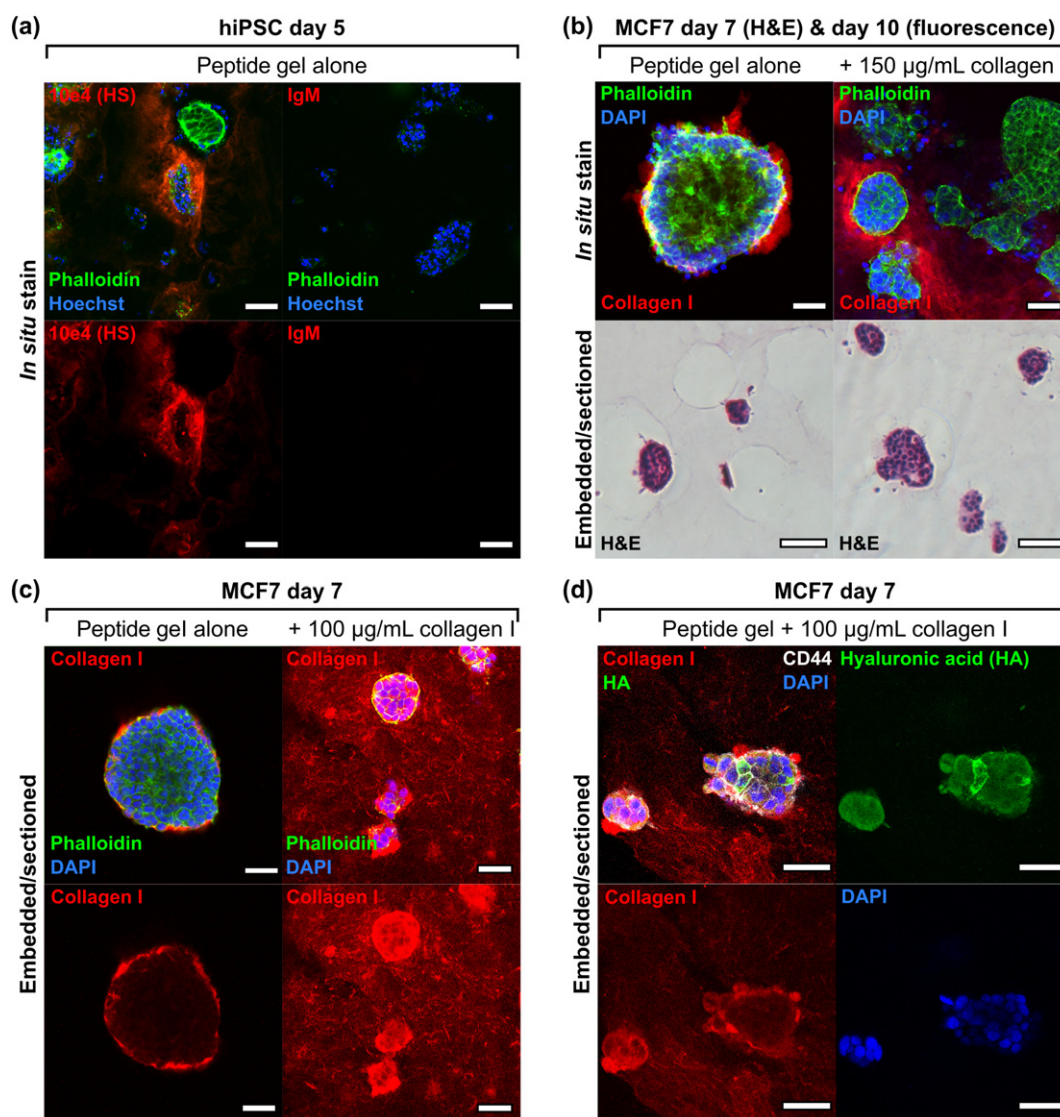 (a)
hiPSC day 5
Peptide gel alone
In situ stain
10e4 (HS)
Phalloidin
Hoechst
IgM
Phalloidin
Hoechst
10e4 (HS)
IgM
(b)
MCF7 day 7 (H&E) & day 10 (fluorescence)
Peptide gel alone
+ 150 µg/mL collagen
In situ stain
Phalloidin
DAPI
Collagen I
Phalloidin
DAPI
Collagen I
Embedded/sectioned
H&E
H&E
(c)
MCF7 day 7
Peptide gel alone
+ 100 µg/mL collagen I
Embedded/sectioned
Collagen I
Phalloidin
DAPI
Collagen I
Phalloidin
DAPI
Collagen I
Collagen I
(d)
MCF7 day 7
Peptide gel + 100 µg/mL collagen I
Embedded/sectioned
Collagen I
HA
CD44
DAPI
Hyaluronic acid (HA)
Collagen I
DAPI